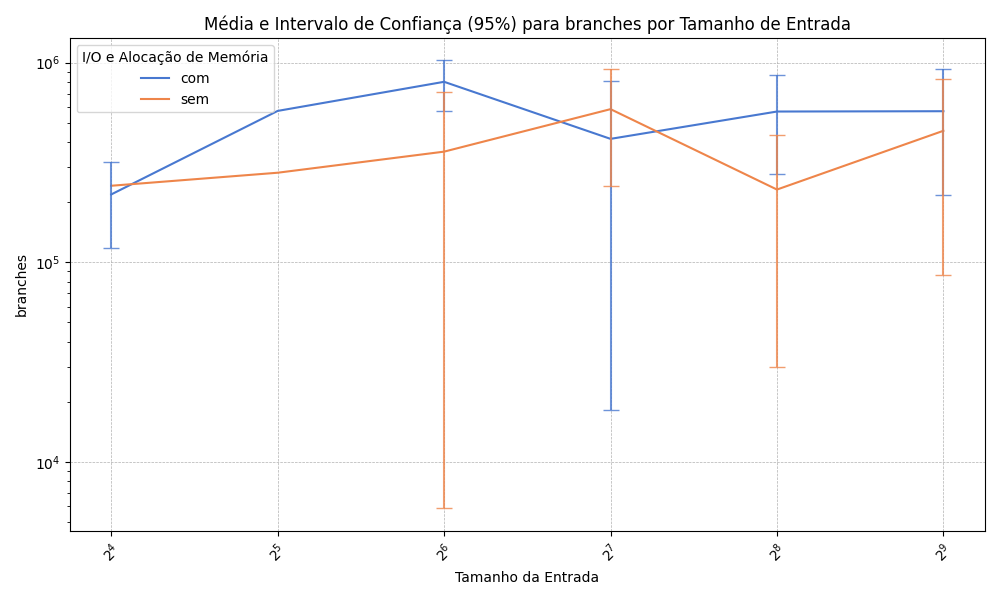 Média e Intervalo de Confiança (95%) para branches por Tamanho de Entrada
I/O e Alocação de Memória
com
sem
branches
10⁶
10⁵
10⁴
2⁴
2⁵
2⁶
2⁷
2⁸
2⁹
Tamanho da Entrada